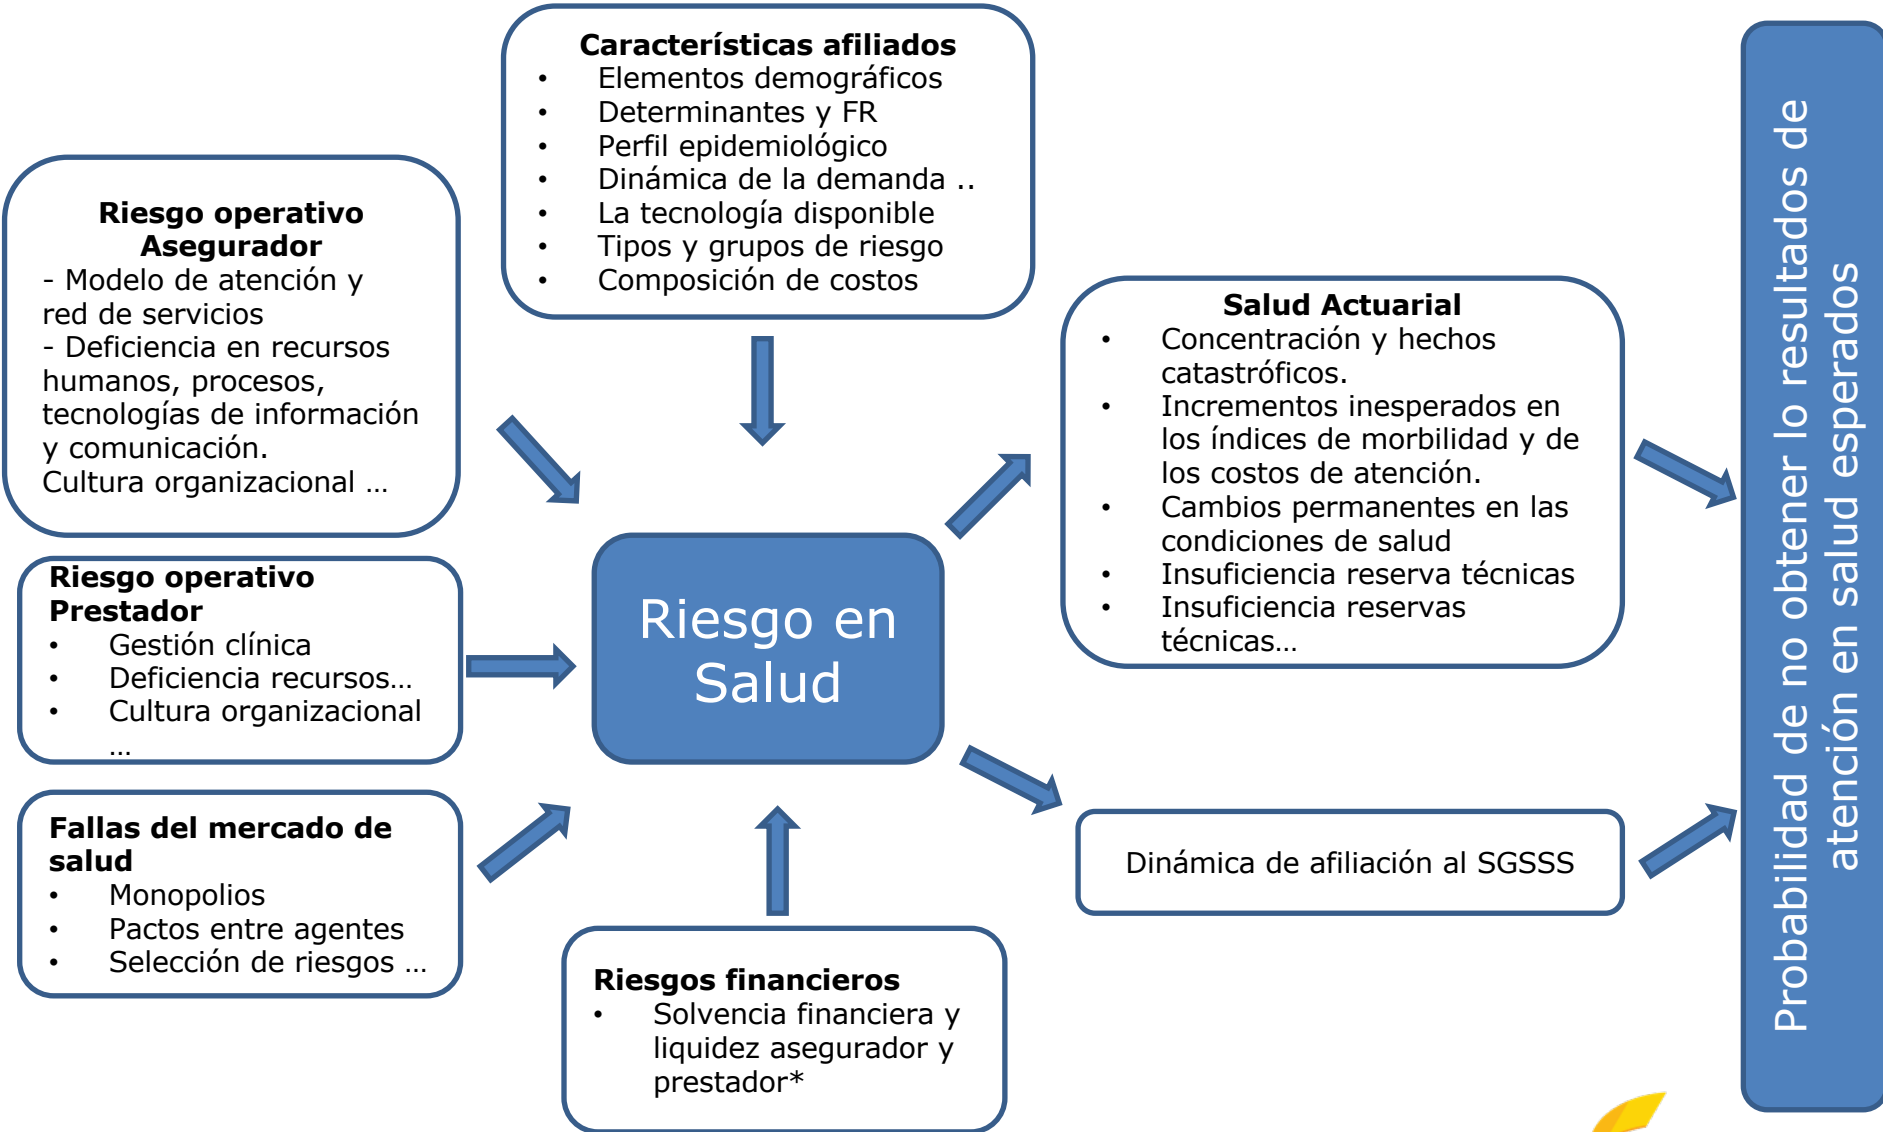 Características afiliados
• Elementos demográficos
• Determinantes y FR
• Perfil epidemiológico
• Dinámica de la demanda ..
• La tecnología disponible
• Tipos y grupos de riesgo
• Composición de costos
Riesgo operativo
Asegurador
- Modelo de atención y
red de servicios
- Deficiencia en recursos
humanos, procesos,
tecnologías de información
y comunicación.
Cultura organizacional …
Riesgo operativo
Prestador
• Gestión clínica
• Deficiencia recursos…
• Cultura organizacional
…
Fallas del mercado de
salud
• Monopolios
• Pactos entre agentes
• Selección de riesgos …
Riesgo en
Salud
Riesgos financieros
• Solvencia financiera y
liquidez asegurador y
prestador*
Salud Actuarial
• Concentración y hechos
catastróficos.
• Incrementos inesperados en
los índices de morbilidad y de
los costos de atención.
• Cambios permanentes en las
condiciones de salud
• Insuficiencia reserva técnicas
• Insuficiencia reservas
técnicas…
Dinámica de afiliación al SGSSS
Probabilidad de no obtener lo resultados de
atención en salud esperados